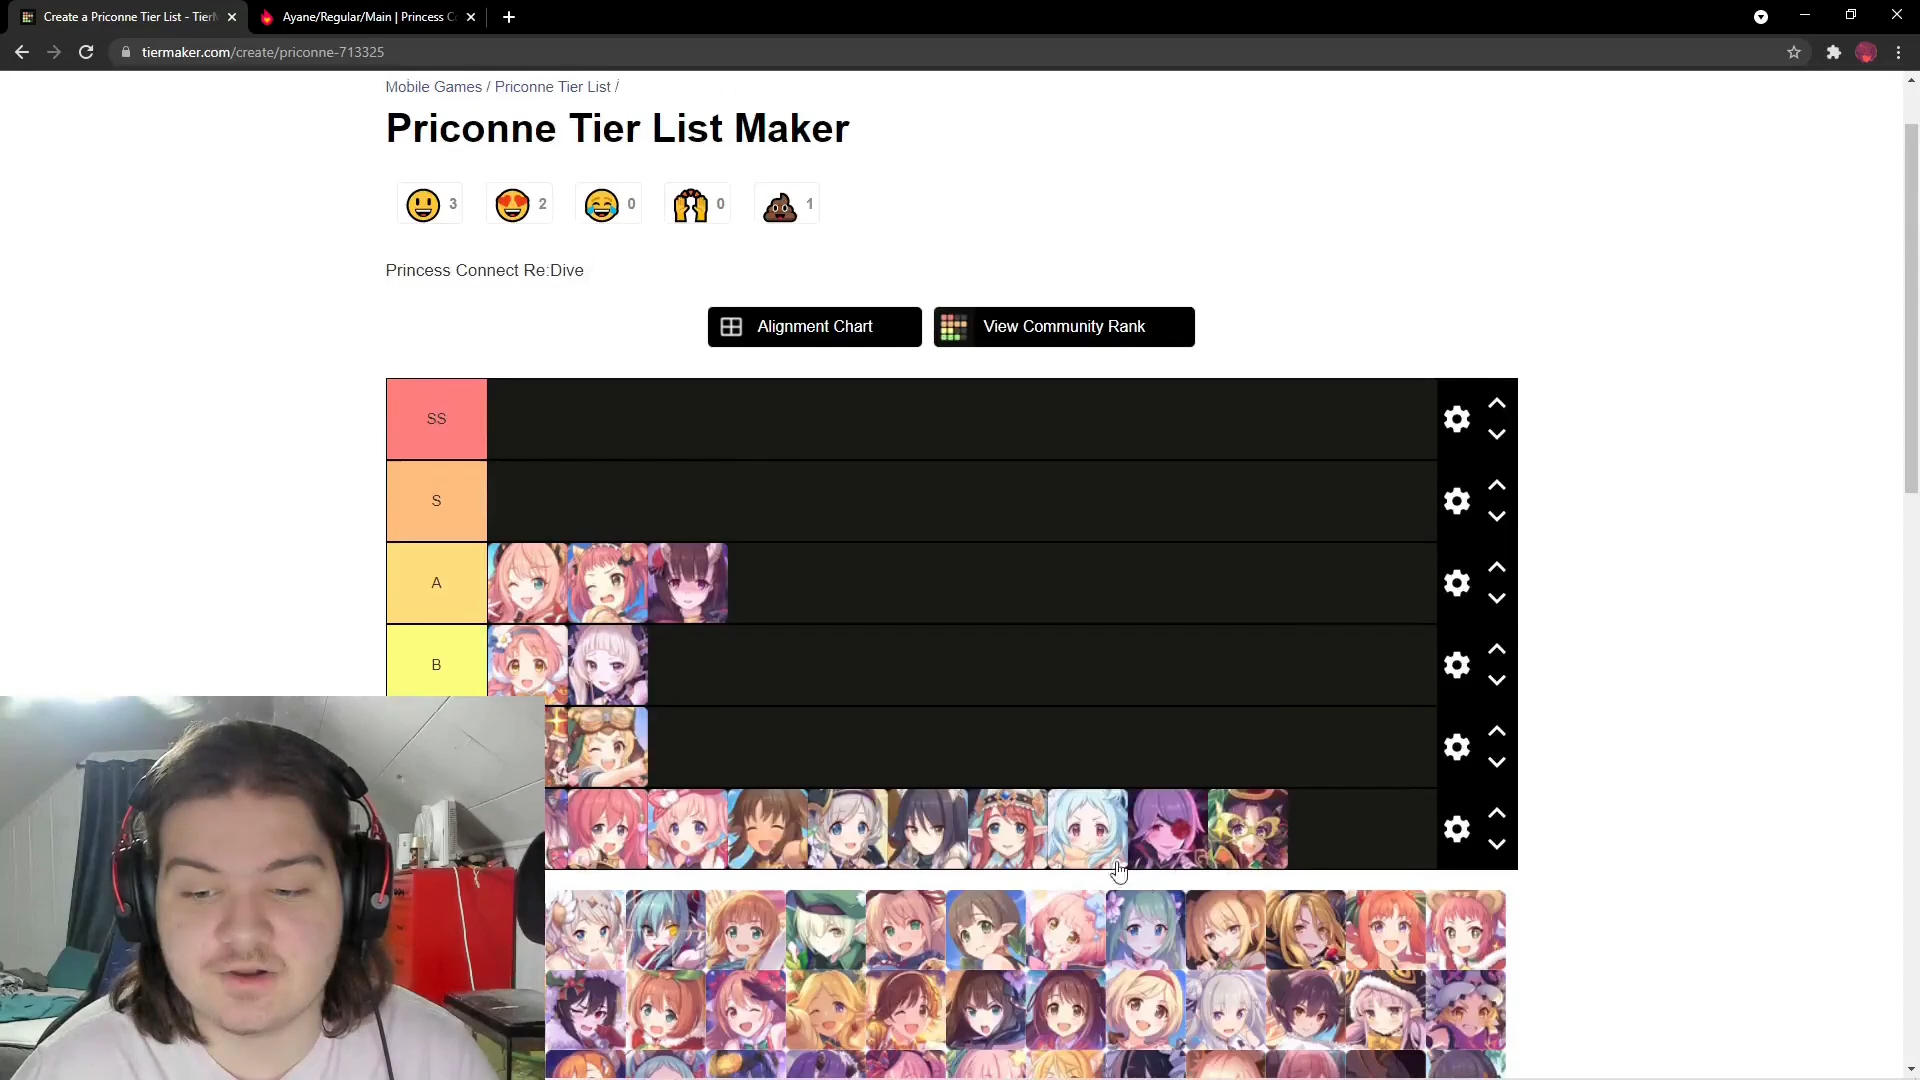 Create a Priconne Tier List - Tier
Ayane/Regular/Main | Princess C
tiermaker.com/create/priconne-713325
Mobile Games / Priconne Tier List /
Priconne Tier List Maker
3
2
0
0
1
Princess Connect Re:Dive
Alignment Chart
View Community Rank
SS
S
A
B